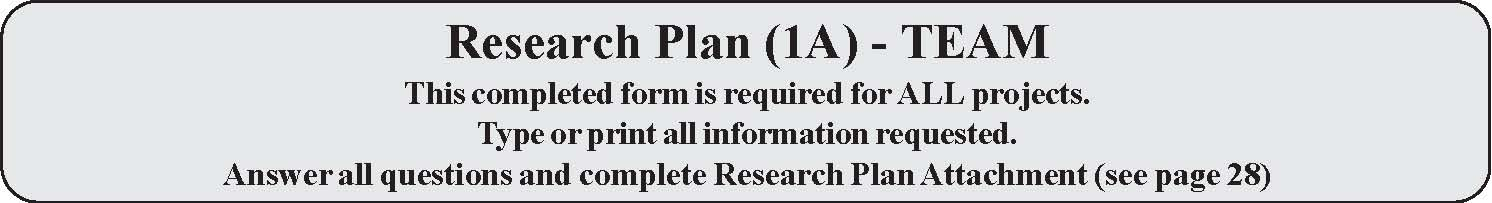 Research Plan (1A) - TEAM
This completed form is required for ALL projects.
Type or print all information requested.
Answer all questions and complete Research Plan Attachment (see page 28)